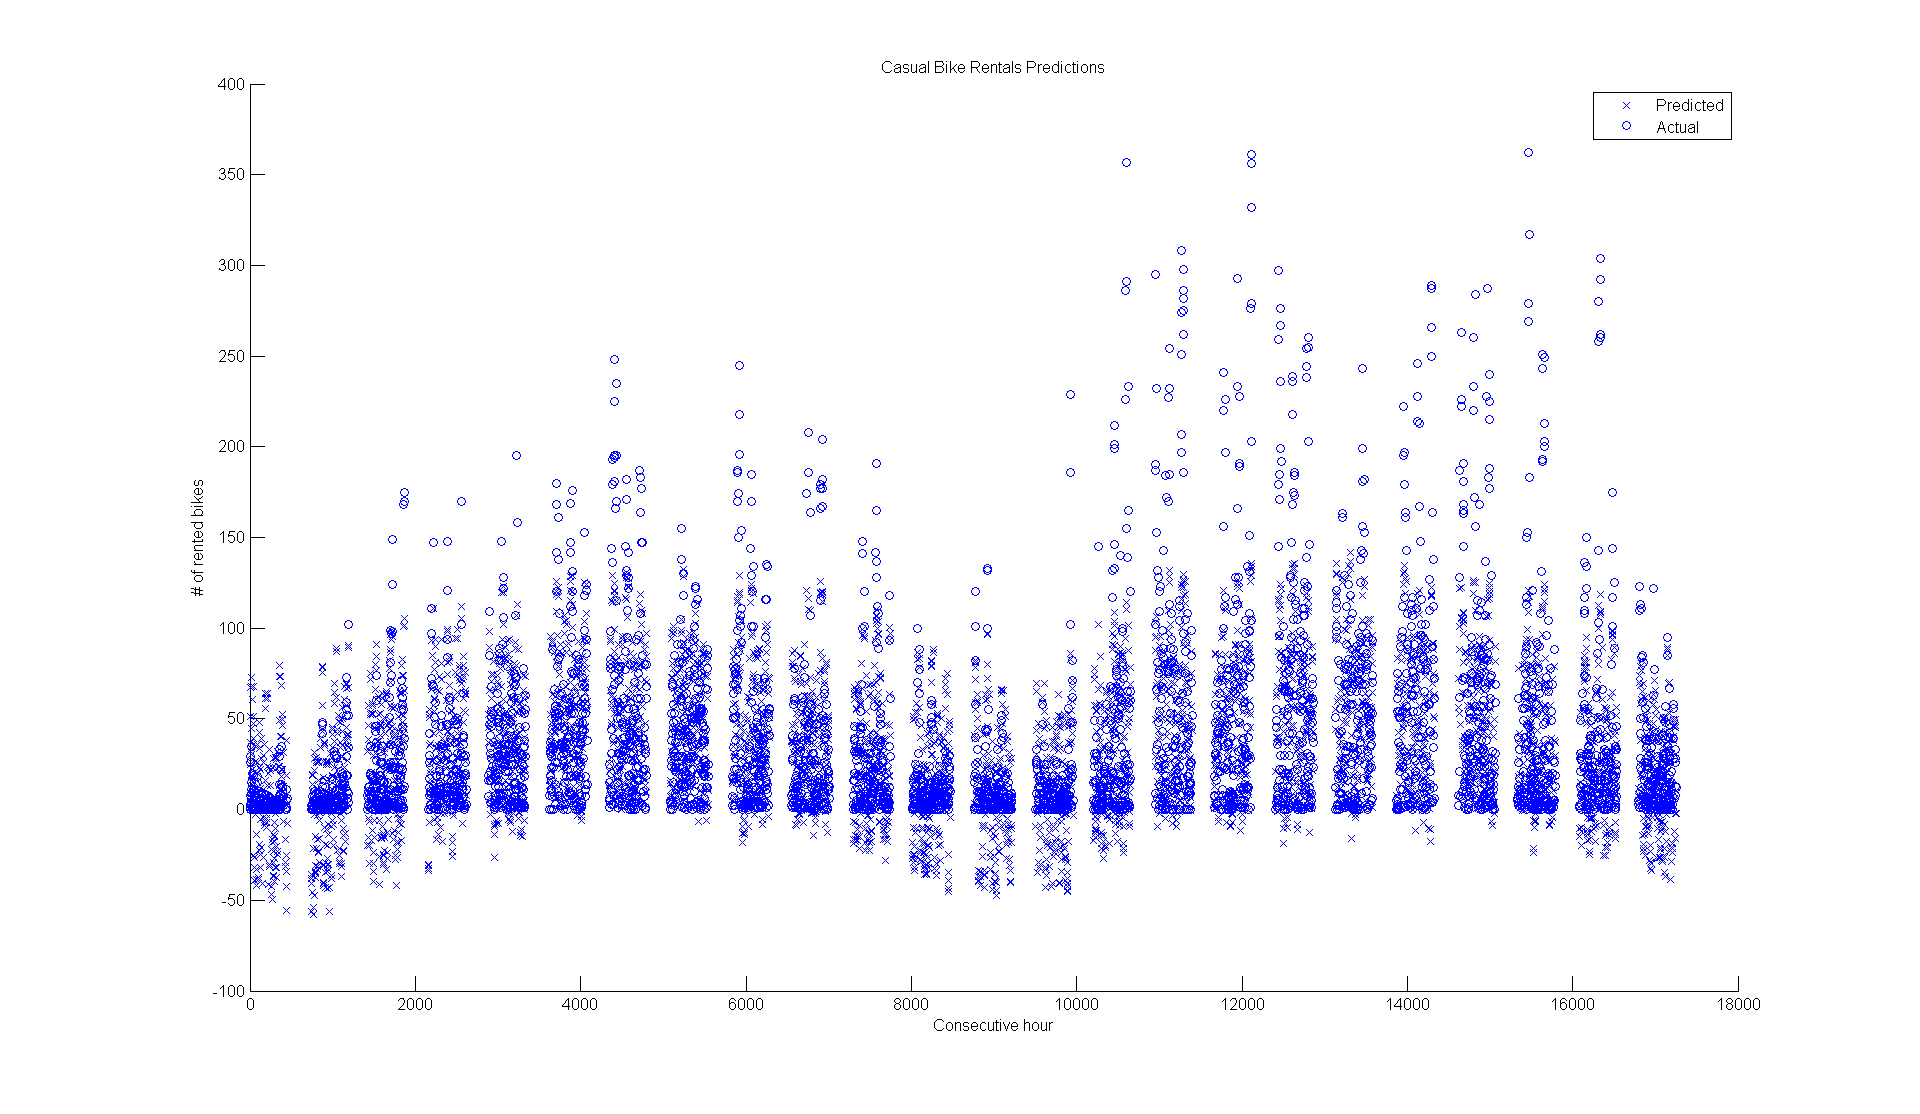 Casual Bike Rentals Predictions
400
350
300
250
200
150
100
50
0
-50
-100
# of rented bikes
Predicted
Actual
0 2000 4000 6000 8000 10000 12000 14000 16000 18000
Consecutive hour